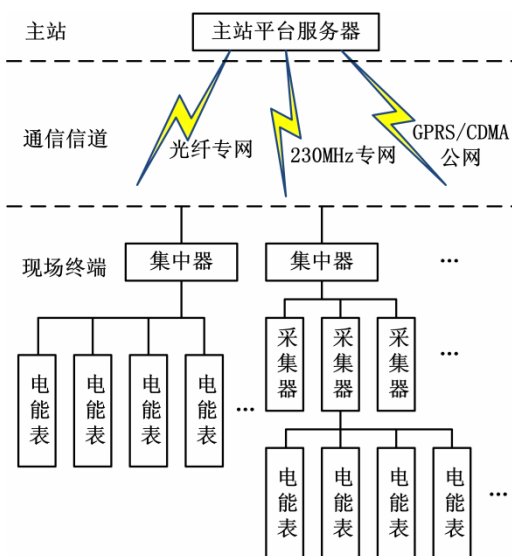 主站
主站平台服务器
通信信道
光纤专网
230MHz专网
GPRS/CDMA
公网
现场终端
集中器
集中器
...
采集器
采集器
采集器
...
电能表
电能表
电能表
电能表
...
电能表
电能表
电能表
电能表
...